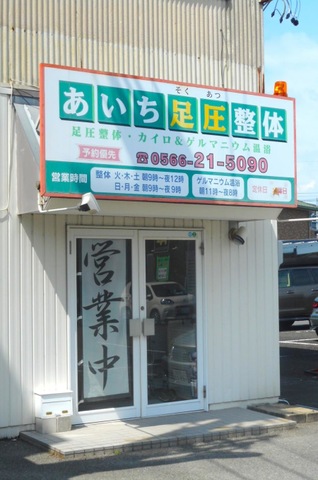 そく あつ
あいち足圧整体
足圧整体・カイロ&ゲルマニウム温浴
予約優先 ☎0566-21-5090
営業時間
整体 火・木・土 朝9時〜夜12時
日・月・金 朝9時〜夜9時
ゲルマニウム温浴
朝11時〜夜8時
定休日
営業中